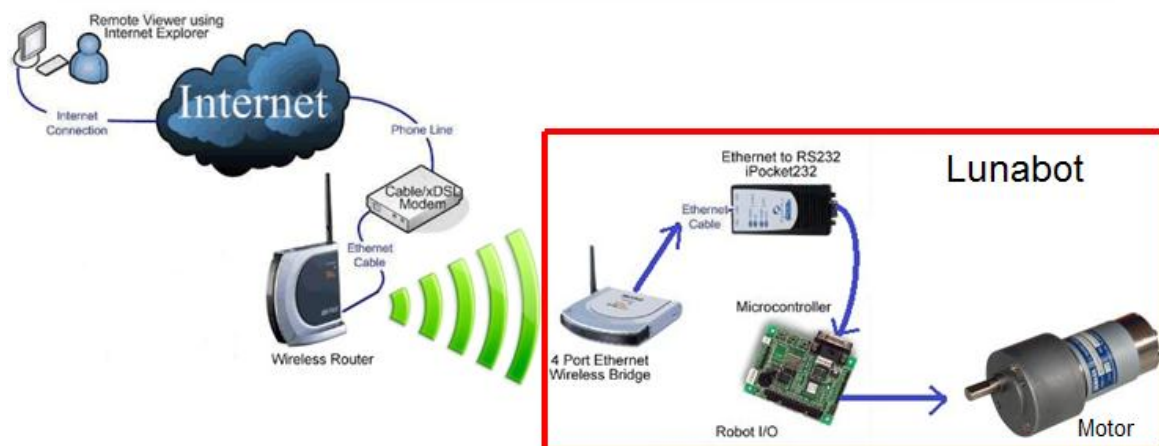 Remote Viewer using
Internet Explorer
Internet
Internet
Connection
Phone Line
Cable/xDSL
Modem
Ethernet
Cable
Wireless Router
Lunabot
Ethernet to RS232
iPocket232
Ethernet
Cable
Microcontroller
4 Port Ethernet
Wireless Bridge
Robot I/O
Motor